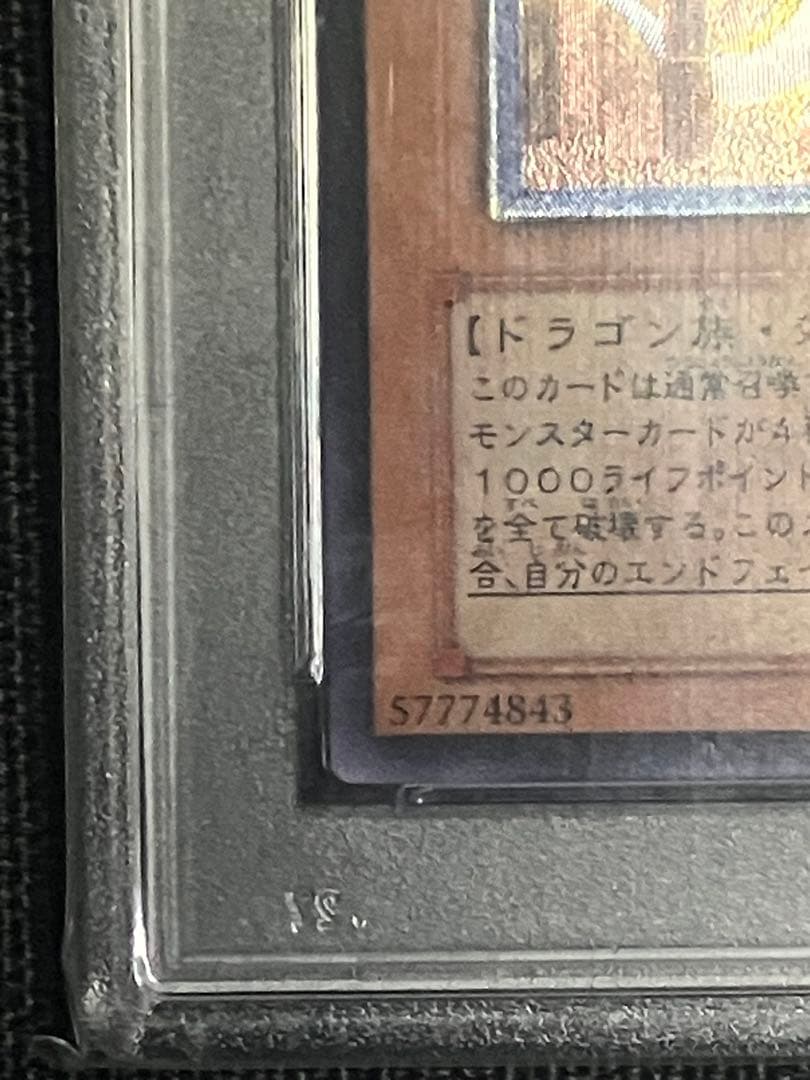 【ドラゴン族・
このカードは通常召喚
モンスターカードが4
1000ライフポイント
を全て破壊する。この
合、自分のエンドフェイ
57774843